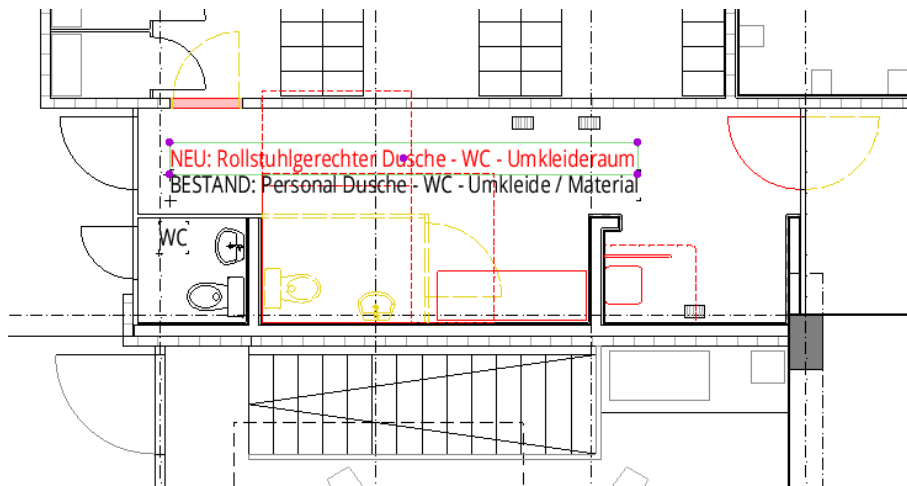 NEU: Rollstuhlgerechter Dusche - WC - Umkleideraum
BESTAND: Personal Dusche - WC - Umkleide / Material
WC